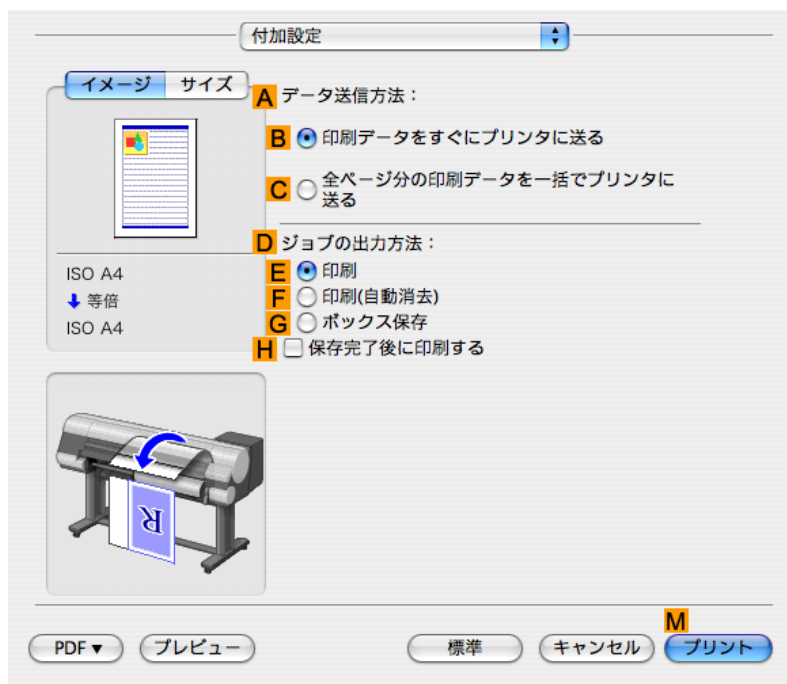 付加設定
イメージ サイズ
A データ送信方法：
B 印刷データをすぐにプリンタに送る
C 全ページ分の印刷データを一括でプリンタに
送る
ISO A4
等倍
ISO A4
D ジョブの出力方法：
E 印刷
F 印刷(自動消去)
G ボックス保存
H 保存完了後に印刷する
R
M
PDF▼ プレビュー 標準 キャンセル プリント